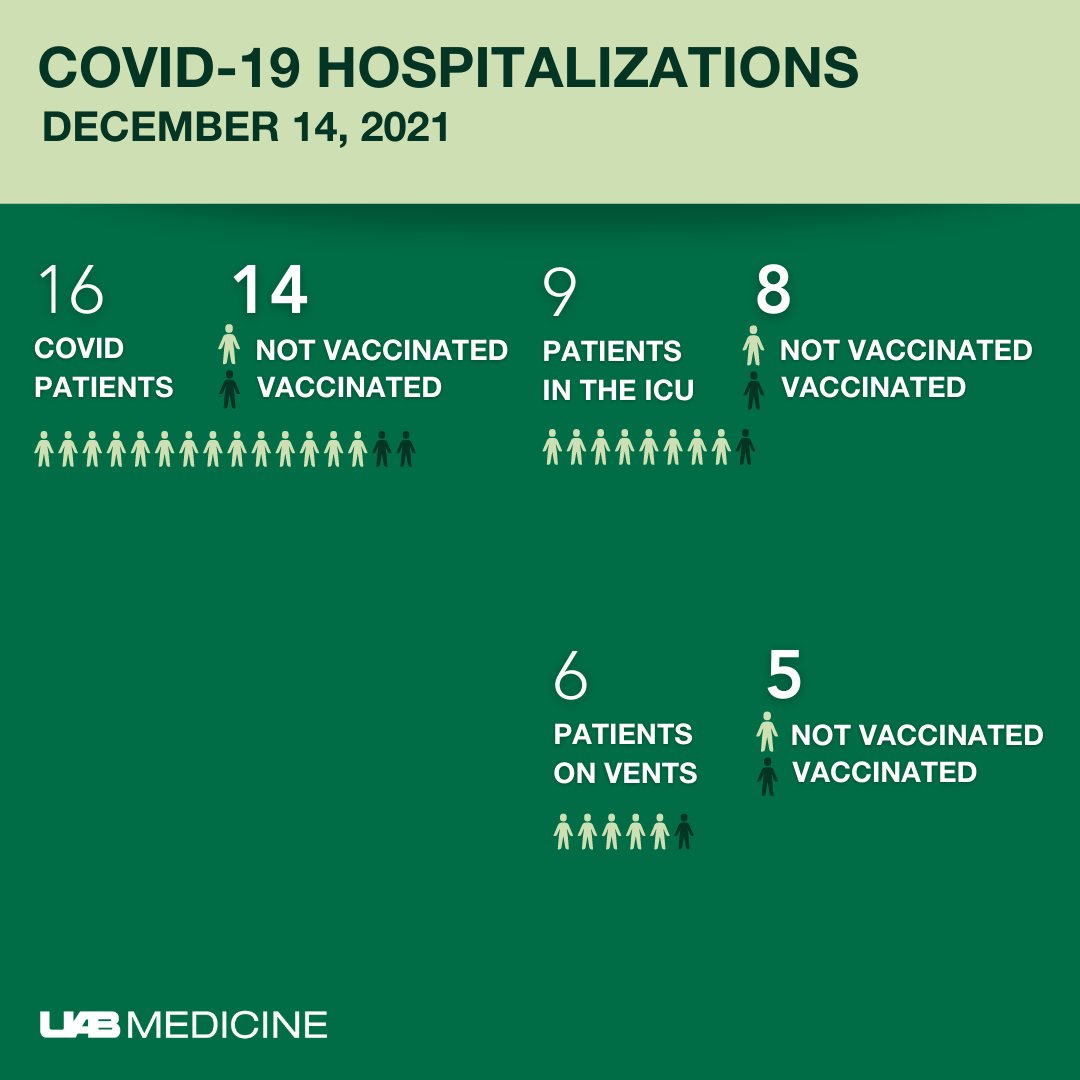 COVID-19 HOSPITALIZATIONS
DECEMBER 14, 2021
16
COVID
PATIENTS
14
NOT VACCINATED
VACCINATED
9
PATIENTS
IN THE ICU
8
NOT VACCINATED
VACCINATED
6
PATIENTS
ON VENTS
5
NOT VACCINATED
VACCINATED
UAB MEDICINE